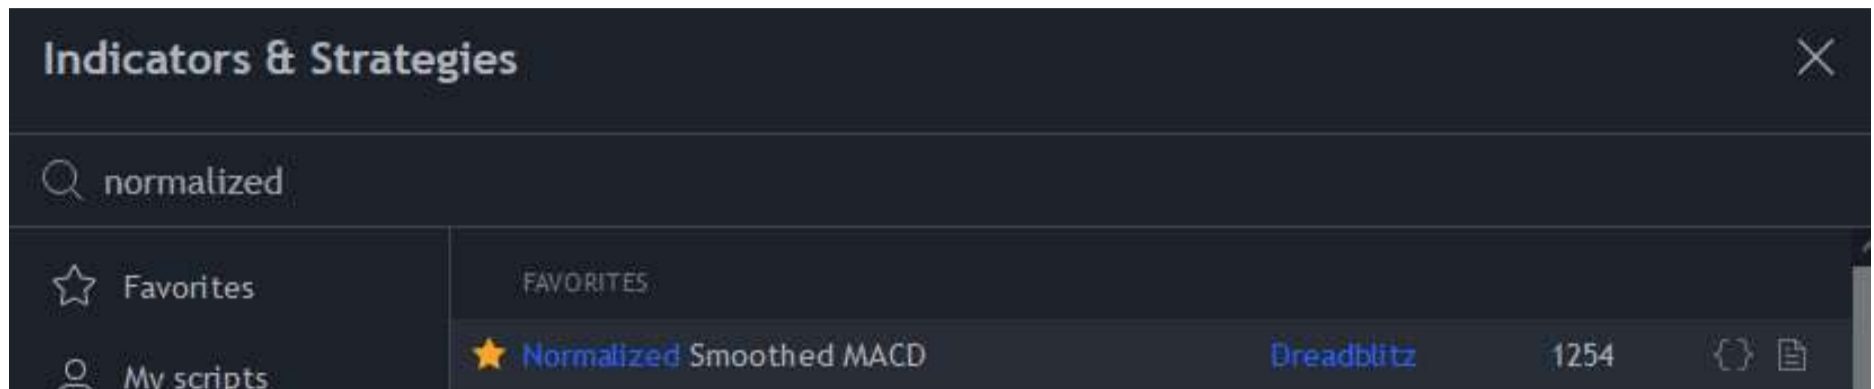 Indicators & Strategies
normalized
Favorites
FAVORITES
Normalized Smoothed MACD Dreadblitz 1254 {}
My scripts